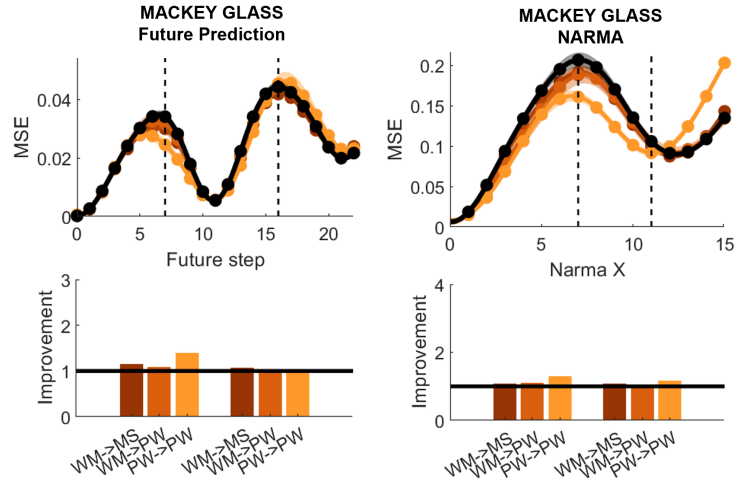 MACKEY GLASS
Future Prediction
MSE
0.04
0.02
0
0 5 10 15 20
Future step
MACKEY GLASS
NARMA
MSE
0.2
0.15
0.1
0.05
0
0 5 10 15
Narma X
Improvement
3
2
1
0
WM->MS
WM->PW
PW->PW
WM->MS
WM->PW
PW->PW
Improvement
4
2
1
0
WM->MS
WM->PW
PW->PW
WM->MS
WM->PW
PW->PW